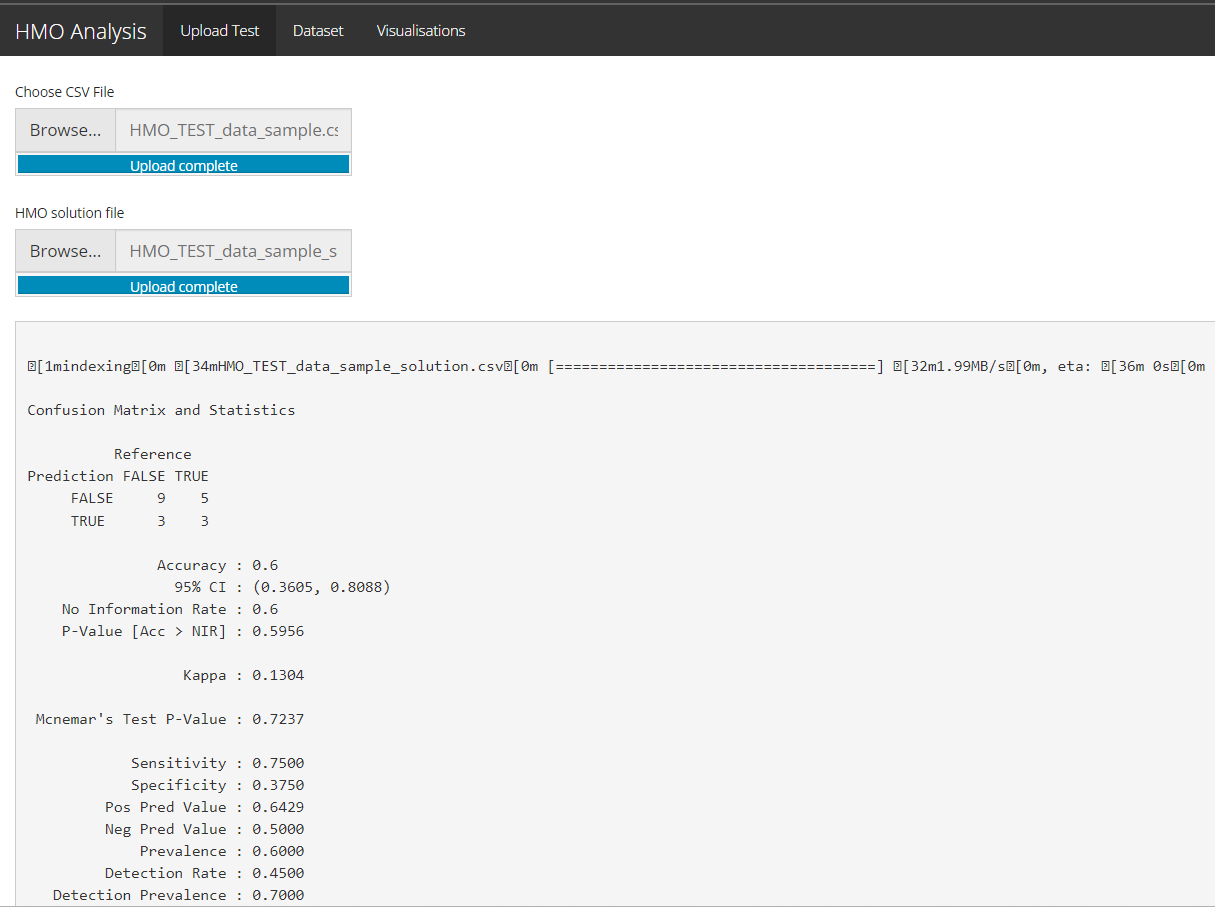 HMO Analysis Upload Test Dataset Visualisations
Choose CSV File
Browse... HMO_TEST_data_sample.cs
Upload complete
HMO solution file
Browse... HMO_TEST_data_sample_s
Upload complete
[1mindexing[0m [34mHMO_TEST_data_sample_solution.csv[0m [=====================================] [32m1.99MB/s[0m, eta: [36m 0s[0m
Confusion Matrix and Statistics
Reference
Prediction FALSE TRUE
FALSE 9 5
TRUE 3 3
Accuracy : 0.6
95% CI : (0.3605, 0.8088)
No Information Rate : 0.6
P-Value [Acc > NIR] : 0.5956
Kappa : 0.1304
Mcnemar's Test P-Value : 0.7237
Sensitivity : 0.7500
Specificity : 0.3750
Pos Pred Value : 0.6429
Neg Pred Value : 0.5000
Prevalence : 0.6000
Detection Rate : 0.4500
Detection Prevalence : 0.7000